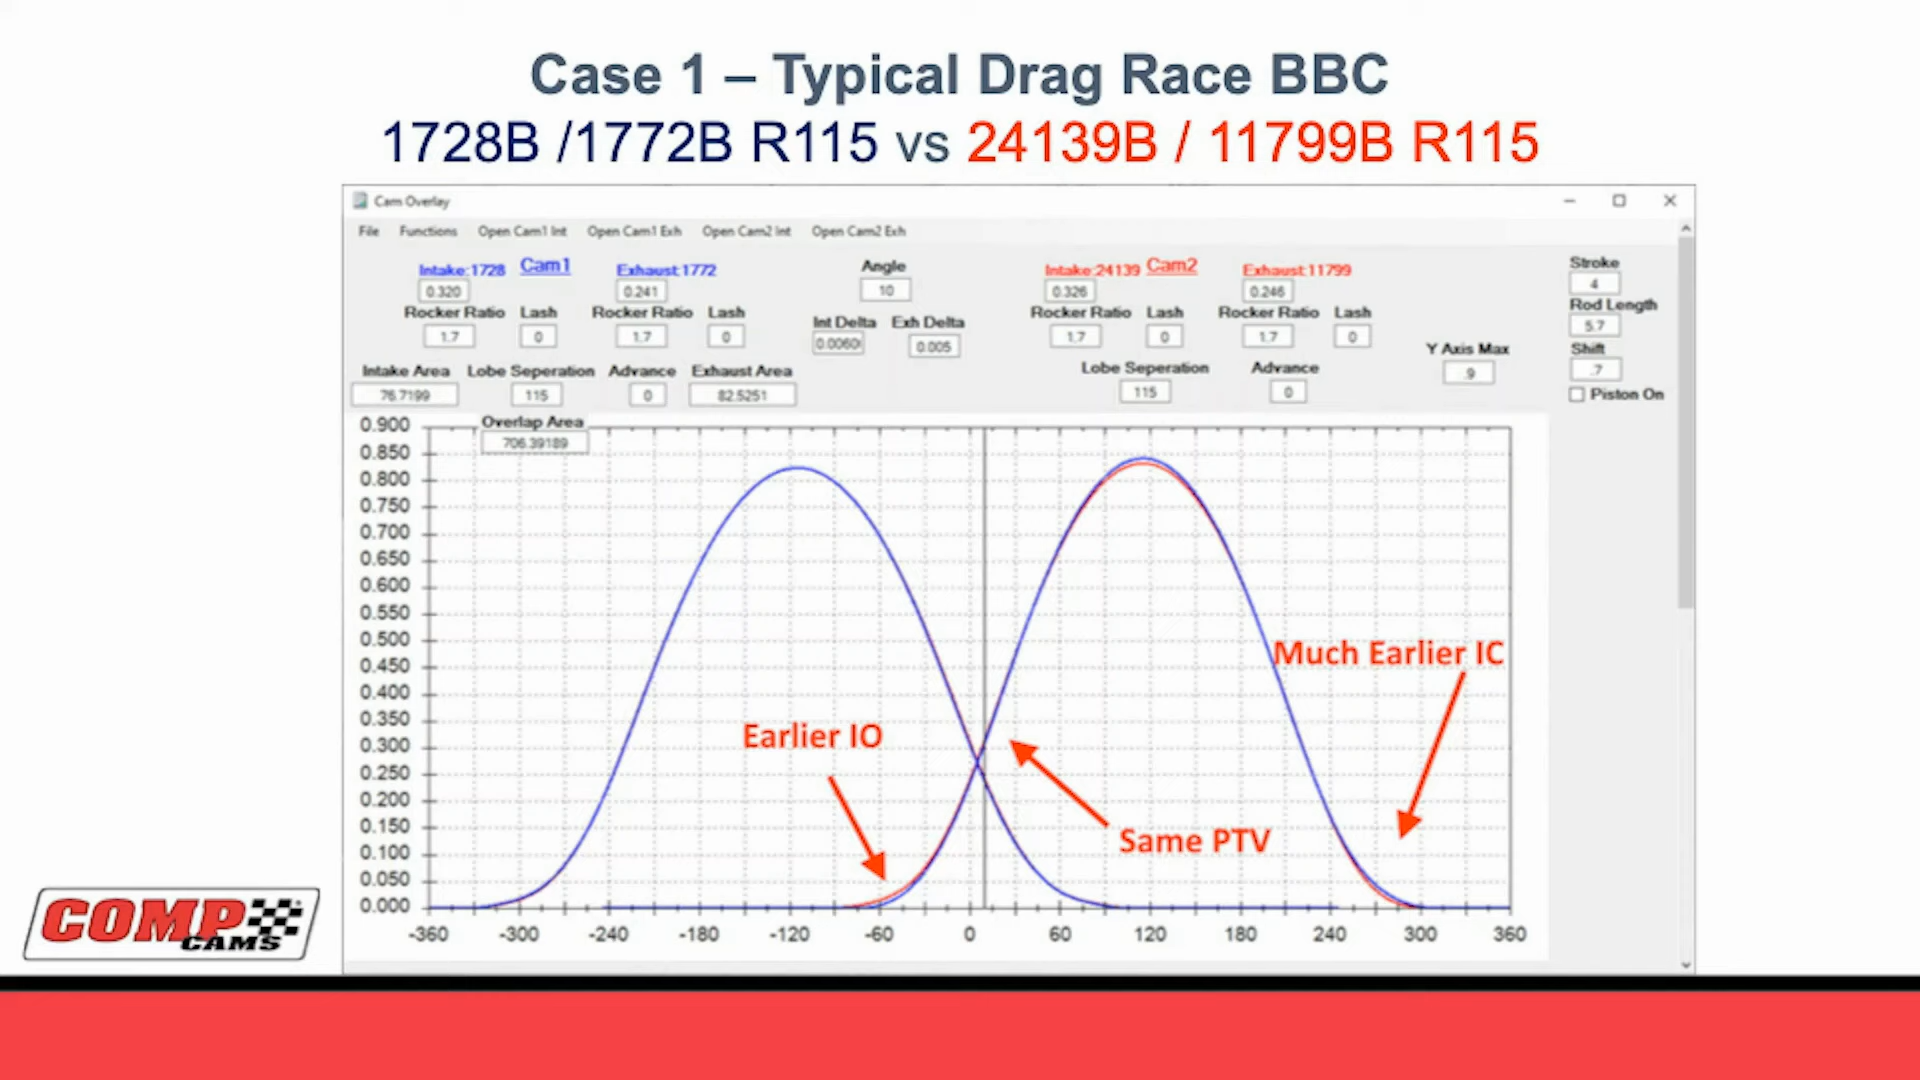 Case 1 – Typical Drag Race BBC
1728B /1772B R115 vs 24139B / 11799B R115
Cam Overlay
File Functions Open Cam1 Int Open Cam1 Exh Open Cam2 Int Open Cam2 Exh
Intake:1728 Cam1 Exhaust:1772 Angle Intake:24139 Cam2 Exhaust:11799 Stroke
0.320 0.241 10 0.326 0.246 4
Rocker Ratio Lash Rocker Ratio Lash Int Delta Exh Delta Rocker Ratio Lash Rocker Ratio Lash Rod Length
1.7 0 1.7 0 0.0060 0.005 1.7 0 1.7 0 5.7
Y Axis Max Shift
.9 .7
Intake Area Lobe Seperation Advance Exhaust Area Lobe Seperation Advance
76.7199 115 0 82.5251 115 0
Piston On
Overlap Area
706.39189
0.900
0.850
0.800
0.750
0.700
0.650
0.600
0.550
0.500
0.450
0.400
0.350
0.300
0.250
0.200
0.150
0.100
0.050
0.000
Much Earlier IC
Earlier IO
Same PTV
-360 -300 -240 -180 -120 -60 0 60 120 180 240 300 360
COMP
CAMS